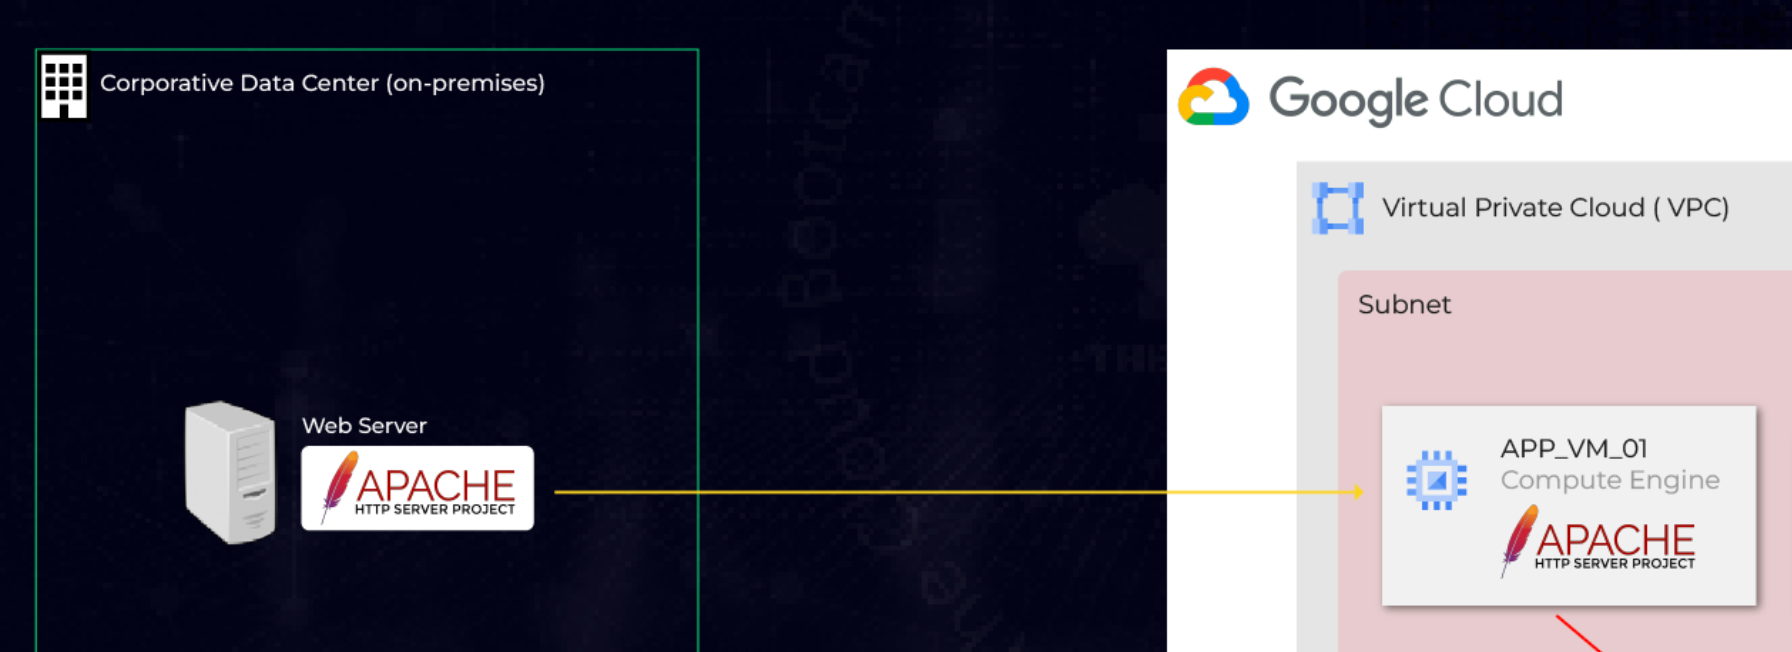 Corporative Data Center (on-premises)
Google Cloud
Virtual Private Cloud ( VPC)
Subnet
Web Server
APACHE
HTTP SERVER PROJECT
APP_VM_01
Compute Engine
APACHE
HTTP SERVER PROJECT